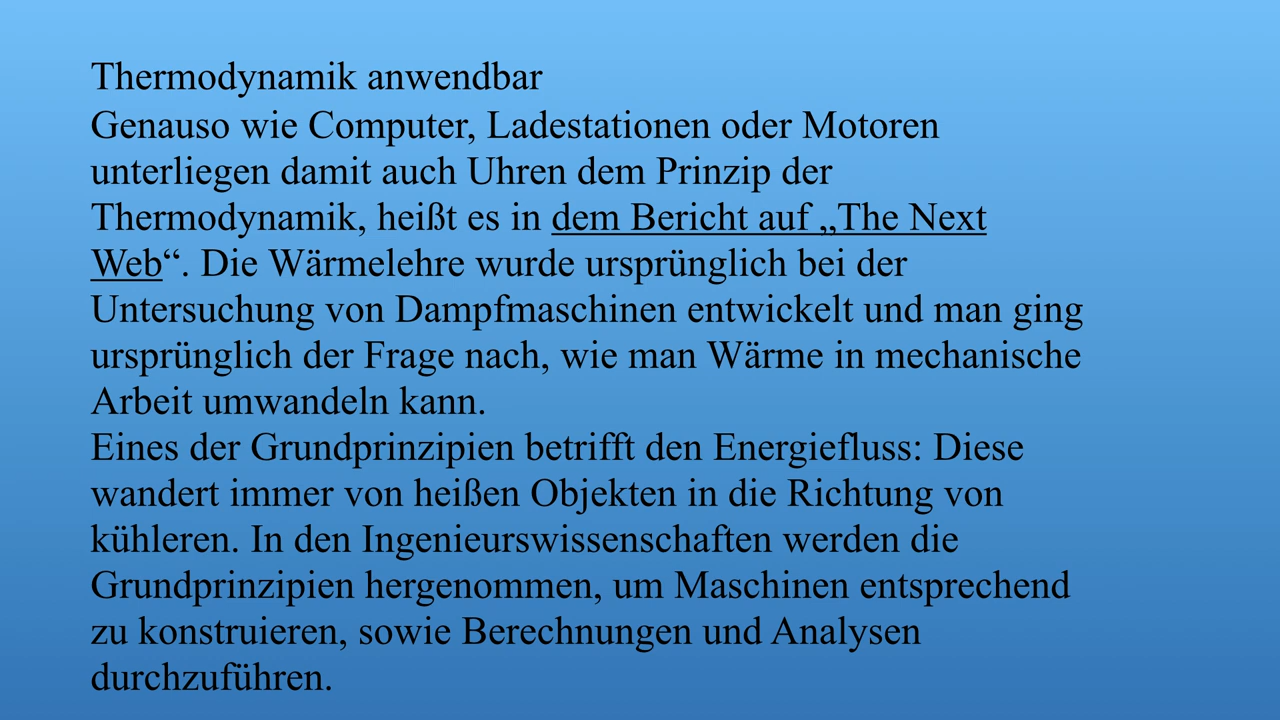 Thermodynamik anwendbar
Genauso wie Computer, Ladestationen oder Motoren
unterliegen damit auch Uhren dem Prinzip der
Thermodynamik, heißt es in dem Bericht auf „The Next
Web“. Die Wärmelehre wurde ursprünglich bei der
Untersuchung von Dampfmaschinen entwickelt und man ging
ursprünglich der Frage nach, wie man Wärme in mechanische
Arbeit umwandeln kann.
Eines der Grundprinzipien betrifft den Energiefluss: Diese
wandert immer von heißen Objekten in die Richtung von
kühleren. In den Ingenieurswissenschaften werden die
Grundprinzipien hergenommen, um Maschinen entsprechend
zu konstruieren, sowie Berechnungen und Analysen
durchzuführen.